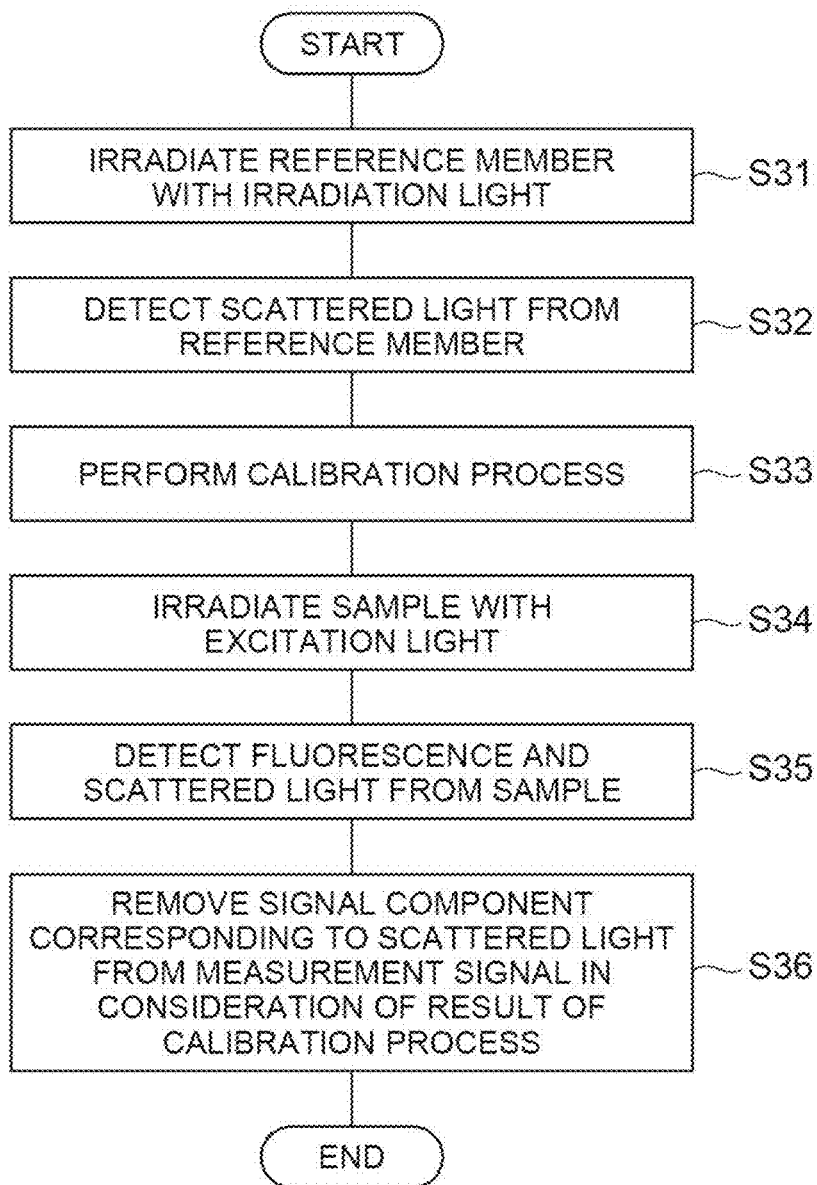 START
IRRADIATE REFERENCE MEMBER
WITH IRRADIATION LIGHT
S31
DETECT SCATTERED LIGHT FROM
REFERENCE MEMBER
S32
PERFORM CALIBRATION PROCESS
S33
IRRADIATE SAMPLE WITH
EXCITATION LIGHT
S34
DETECT FLUORESCENCE AND
SCATTERED LIGHT FROM SAMPLE
S35
REMOVE SIGNAL COMPONENT
CORRESPONDING TO SCATTERED LIGHT
FROM MEASUREMENT SIGNAL IN
CONSIDERATION OF RESULT OF
CALIBRATION PROCESS
S36
END